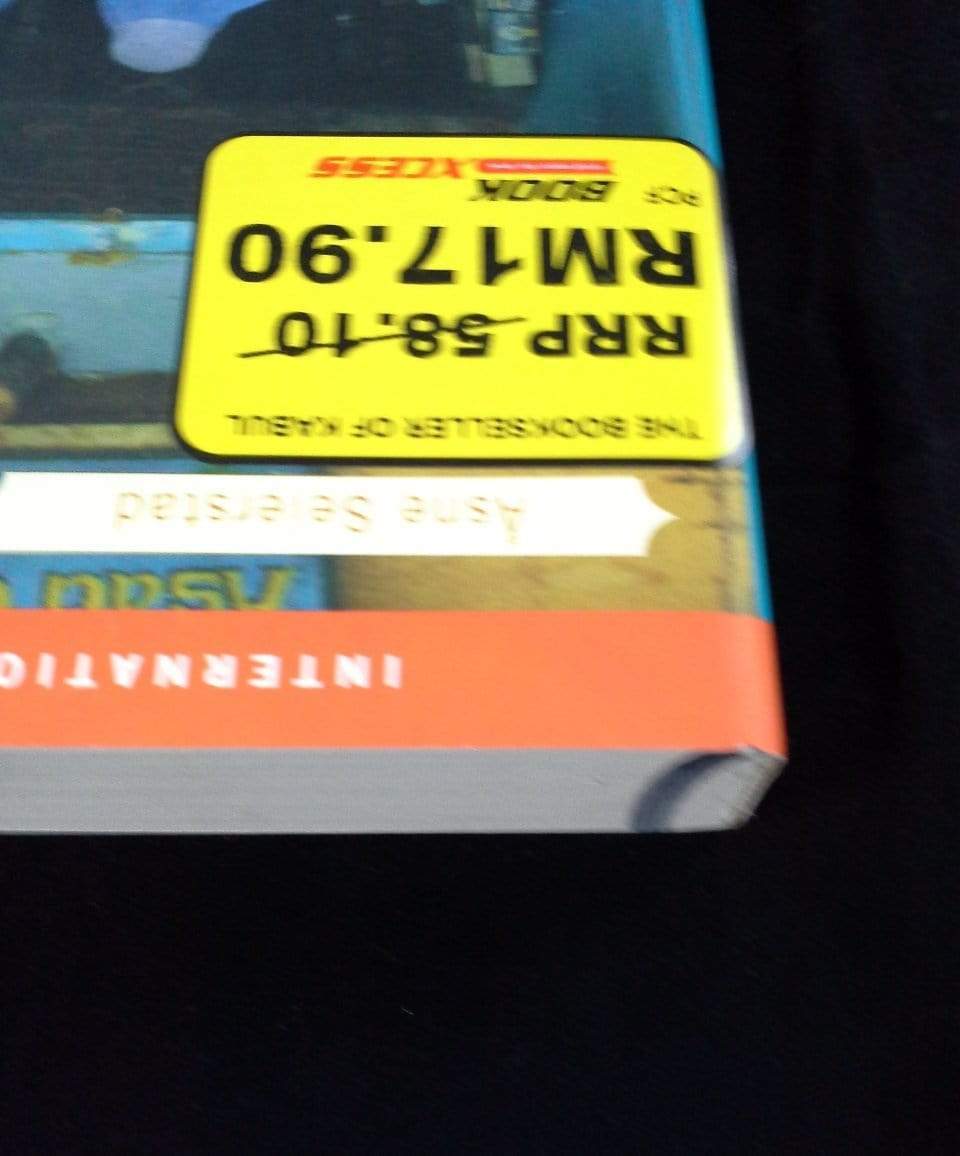 INTERNATIO
Åsne Seierstad
THE BOOKSELLER OF KABUL
RRP 58.10
RM17.90
BOOK
XCESS